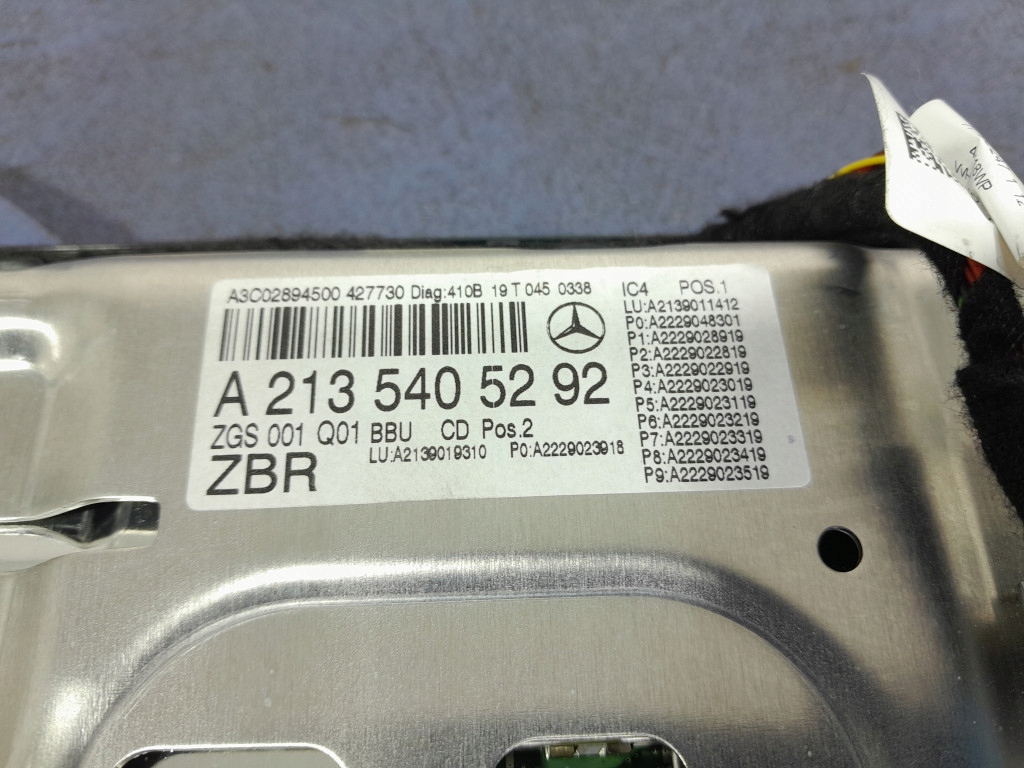 A3C02894500 427730 Diag:410B 19 T 045 0338
A 213 540 52 92
ZGS 001 Q01 BBU CD Pos.2
LU:A2139019310 P0:A2229023918
ZBR
IC4 POS.1
LU:A2139011412
P0:A2229048301
P1:A2229028919
P2:A2229022819
P3:A2229022919
P4:A2229023019
P5:A2229023119
P6:A2229023219
P7:A2229023319
P8:A2229023419
P9:A2229023519